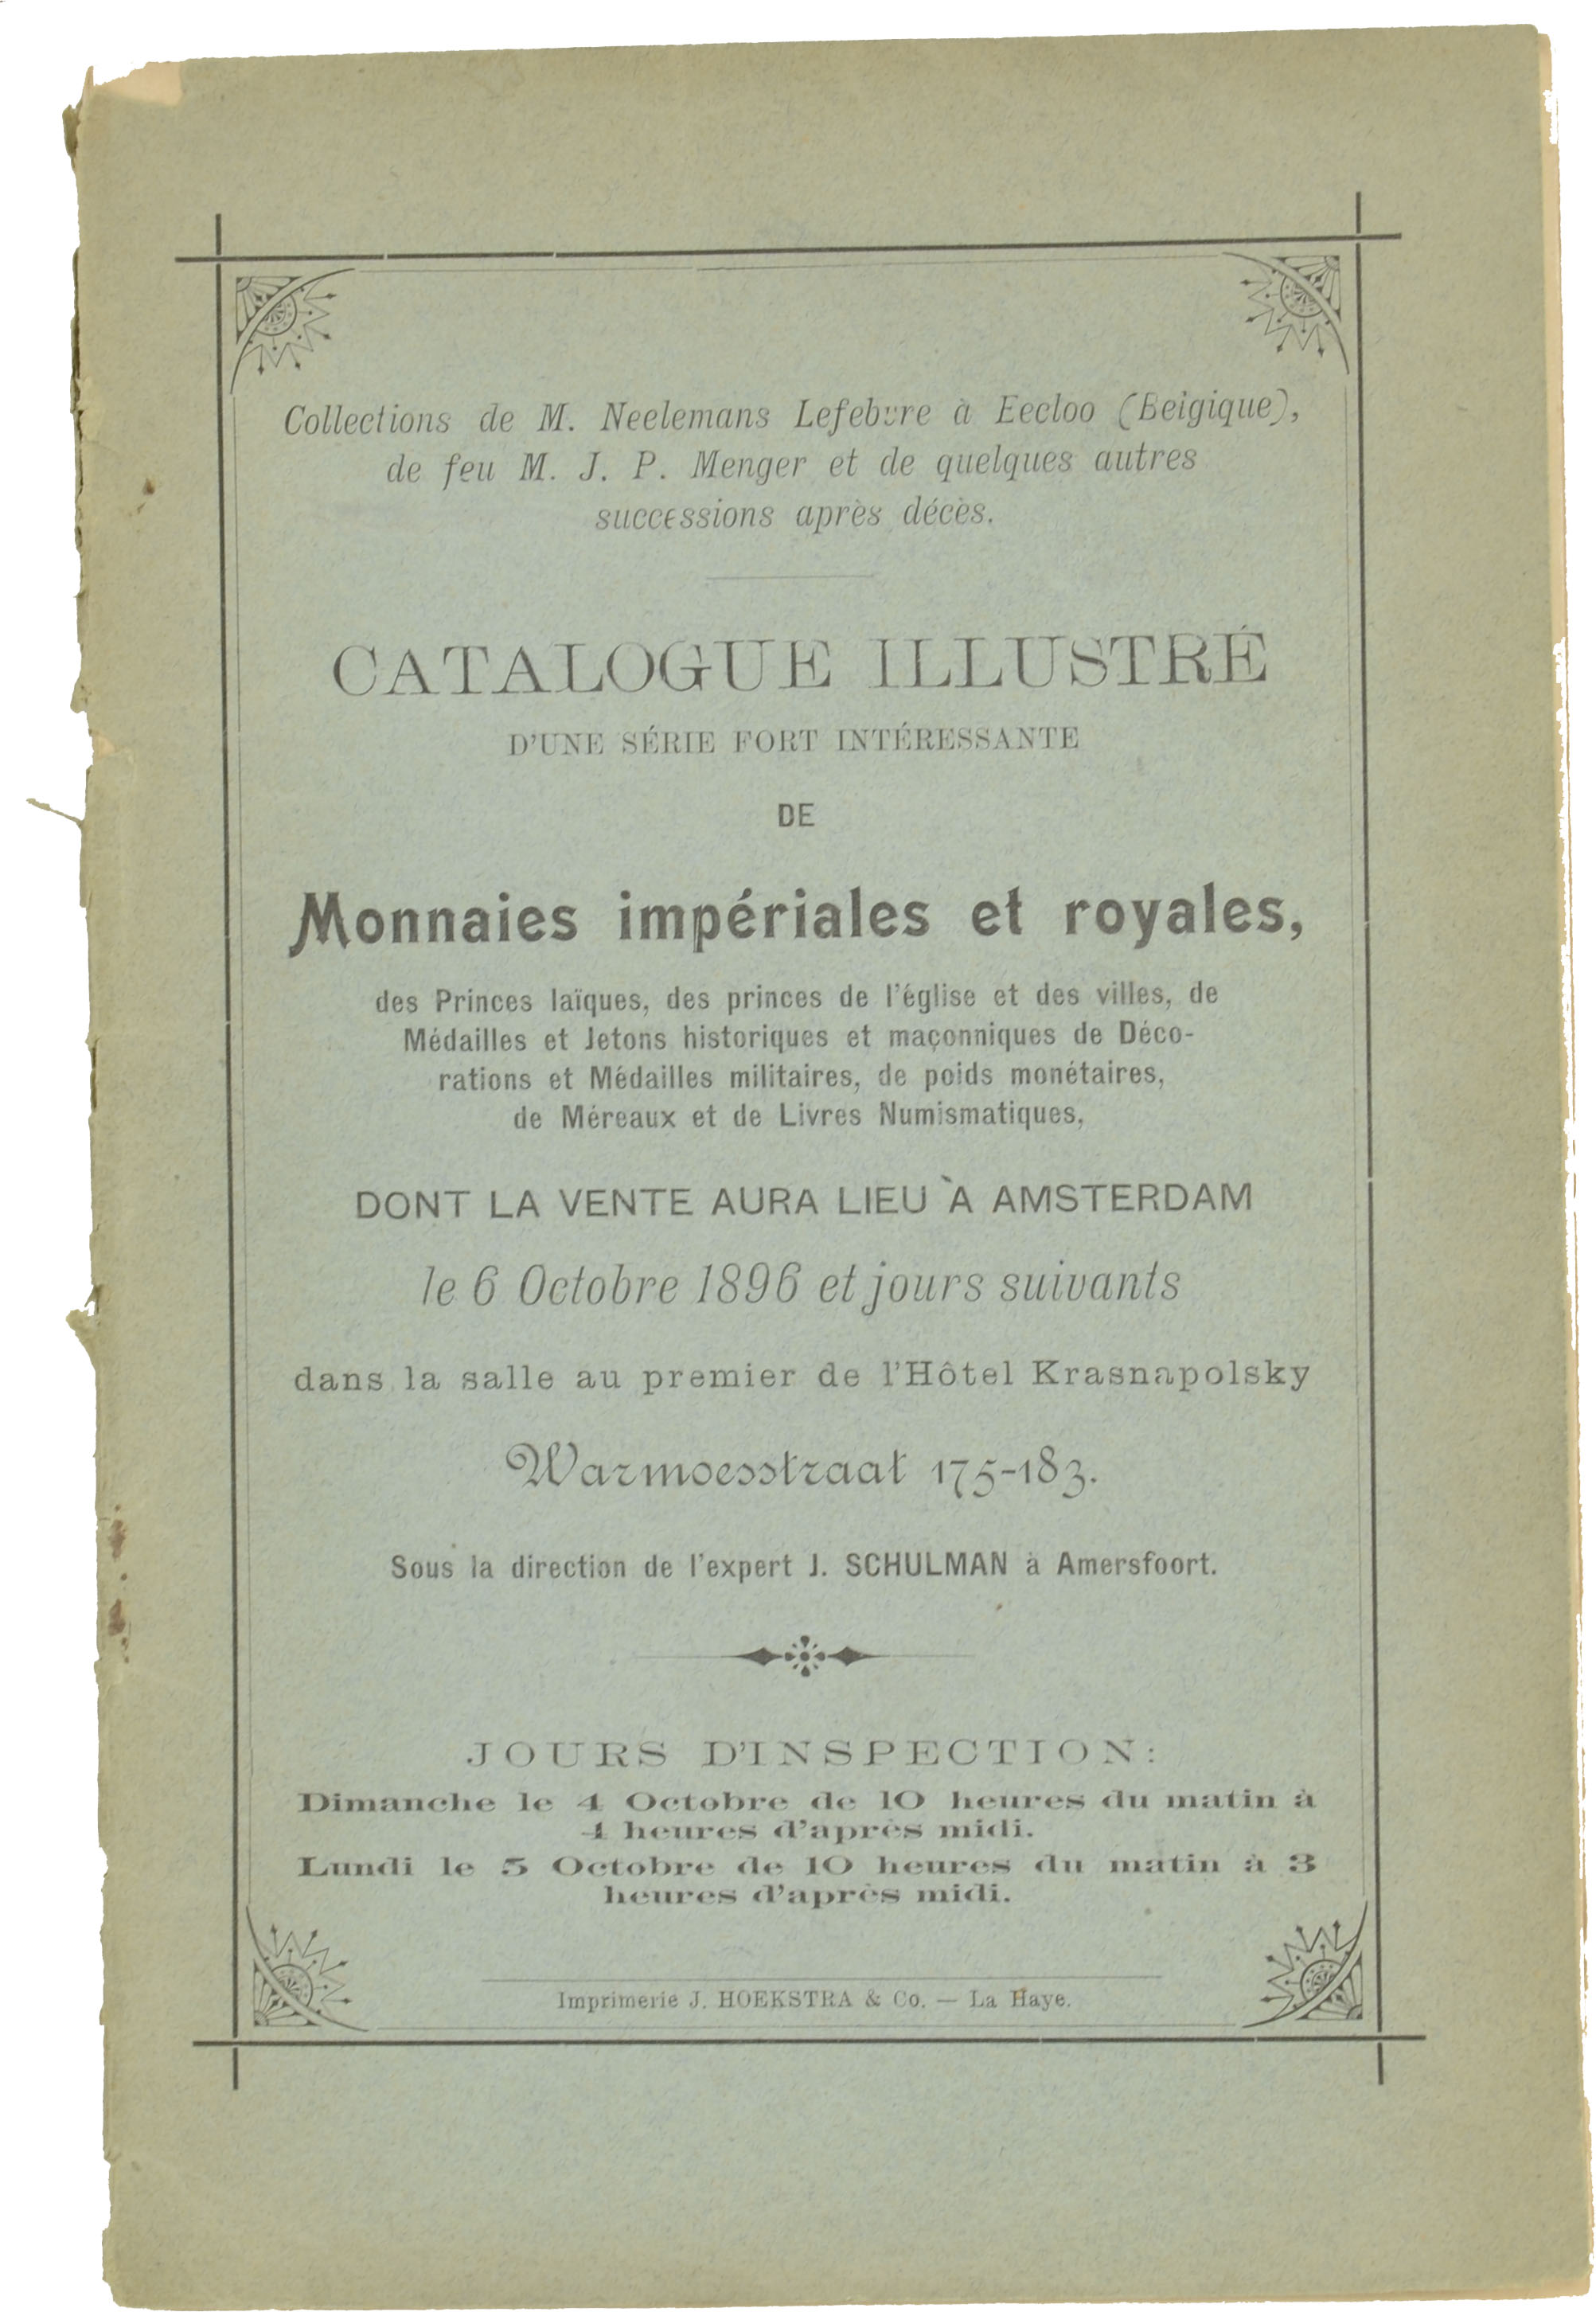 Collections de M. Neelemans Lefebvre à Eecloo (Belgique),
de feu M. J. P. Menger et de quelques autres
successions après décès.
CATALOGUE ILLUSTRÉ
D'UNE SÉRIE FORT INTÉRESSANTE
DE
Monnaies impériales et royales,
des Princes laïques, des princes de l'église et des villes, de
Médailles et Jetons historiques et maçonniques de Déco-
rations et Médailles militaires, de poids monétaires,
de Méreaux et de Livres Numismatiques,
DONT LA VENTE AURA LIEU À AMSTERDAM
le 6 Octobre 1896 et jours suivants
dans la salle au premier de l'Hôtel Krasnapolsky
Warmoesstraat 175-183.
Sous la direction de l'expert J. SCHULMAN à Amersfoort.
JOURS D'INSPECTION:
Dimanche le 4 Octobre de 10 heures du matin à
4 heures d'après midi.
Lundi le 5 Octobre de 10 heures du matin à 3
heures d'après midi.
Imprimerie J. HOEKSTRA & Co. — La Haye.